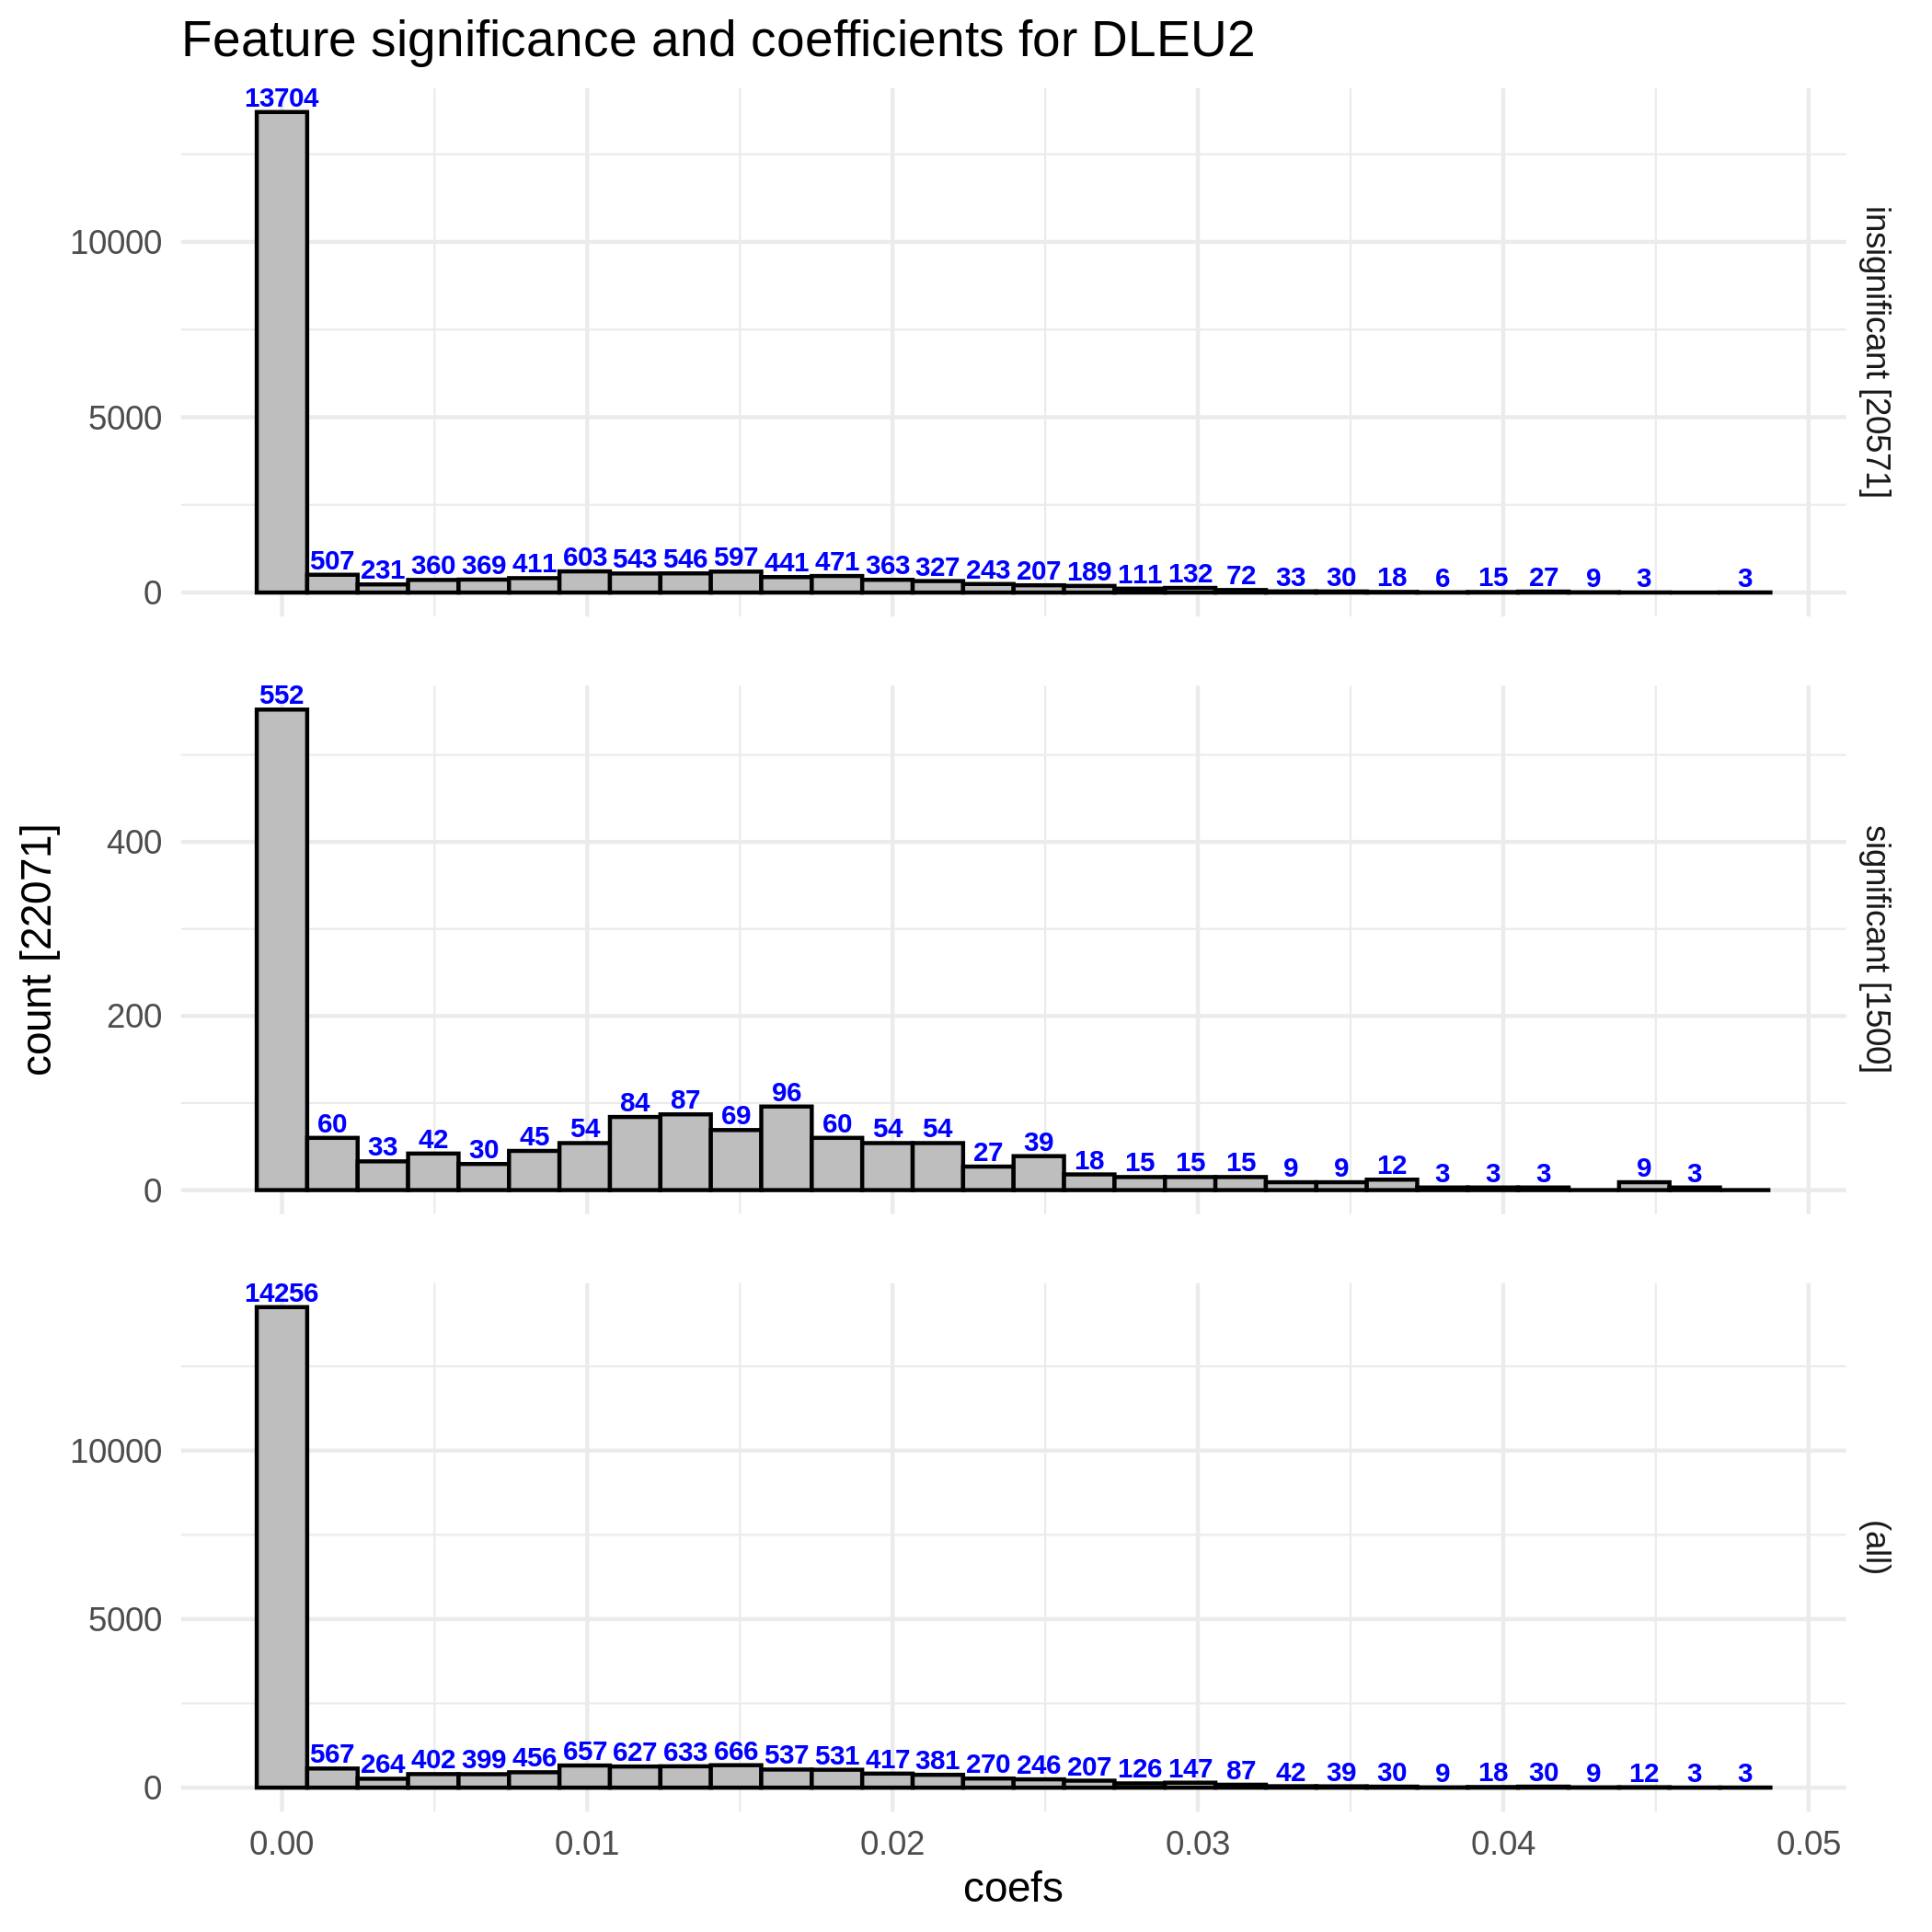 Feature significance and coefficients for DLEU2
13704
507 231 360 369 411 603 543 546 597 441 471 363 327 243 207 189 111 132 72 33 30 18 6 15 27 9 3 3
10000
5000
0
insignificant [20571]
552
60 33 42 30 45 54 84 87 69 96 60 54 54 27 39 18 15 15 15 9 9 12 3 3 3 9 3
400
200
0
significant [1500]
count [22071]
14256
567 264 402 399 456 657 627 633 666 537 531 417 381 270 246 207 126 147 87 42 39 30 9 18 30 9 12 3 3
10000
5000
0
(all)
0.00 0.01 0.02 0.03 0.04 0.05
coefs